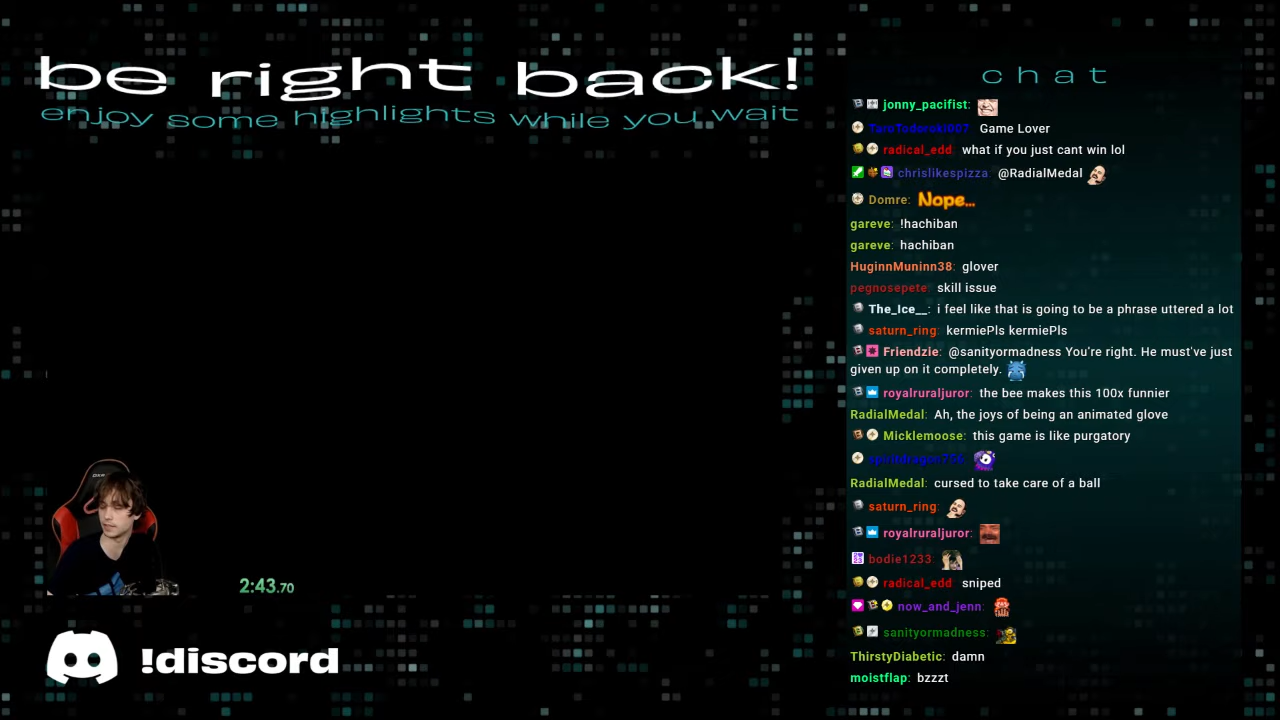 be right back!
enjoy some highlights while you wait
chat
jonny_pacifist:
TaroTodoroki007: Game Lover
radical_edd: what if you just cant win lol
chrislikespizza: @RadialMedal
Domre: Nope...
gareve: !hachiban
gareve: hachiban
HuginnMuninn38: glover
pegnosepete: skill issue
The_Ice__: i feel like that is going to be a phrase uttered a lot
saturn_ring: kermiePls kermiePls
Friendzie: @sanityormadness You're right. He must've just
given up on it completely.
royalruraljuror: the bee makes this 100x funnier
RadialMedal: Ah, the joys of being an animated glove
Micklemoose: this game is like purgatory
RadialMedal: cursed to take care of a ball
saturn_ring:
royalruraljuror:
bodie1233:
radical_edd: sniped
now_and_jenn:
sanityormadness:
ThirstyDiabetic: damn
moistflap: bzzzt
2:43.70
!discord